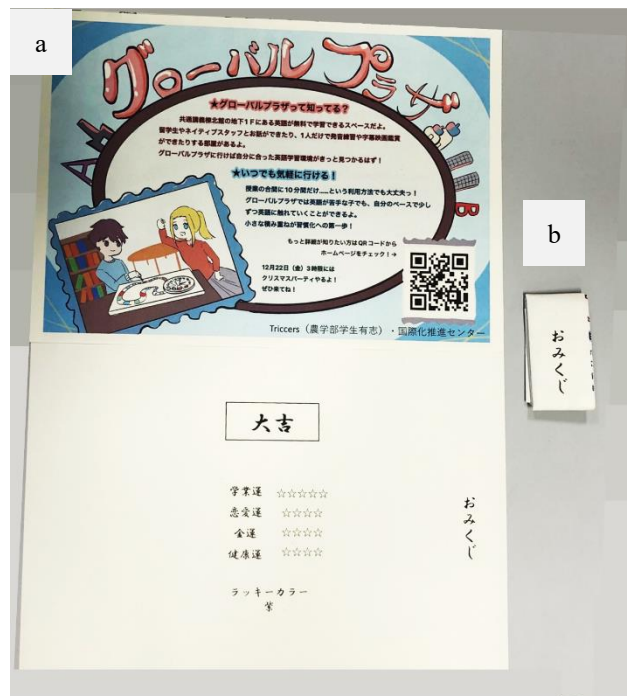 a
グローバルプラザ
★グローバルプラザって知ってる？
共通講義棟北館の地下１Ｆにある英語が無料で学習できるスペースだよ。
留学生やネイティブスタッフとお話ができたり、１人だけで発音練習や字幕映画鑑賞
ができたりする部屋があるよ。
グローバルプラザに行けば自分に合った英語学習環境がきっと見つかるはず！
★いつでも気軽に行ける！
授業の合間に10分間だけ……という利用方法でも大丈夫っ！
グローバルプラザでは英語が苦手な子でも、自分のペースで少し
ずつ英語に触れていくことができるよ。
小さな積み重ねが習慣化への第一歩！
もっと詳細が知りたい方はQRコードから
ホームページをチェック！→
12月22日（金）３時限には
クリスマスパーティやるよ！
ぜひ来てね！
A
B
Triccers（農学部学生有志）・国際化推進センター
大吉
学業運 ☆☆☆☆☆
恋愛運 ☆☆☆☆
金運 ☆☆☆☆
健康運 ☆☆☆☆
ラッキーカラー
紫
おみくじ
b
おみくじ